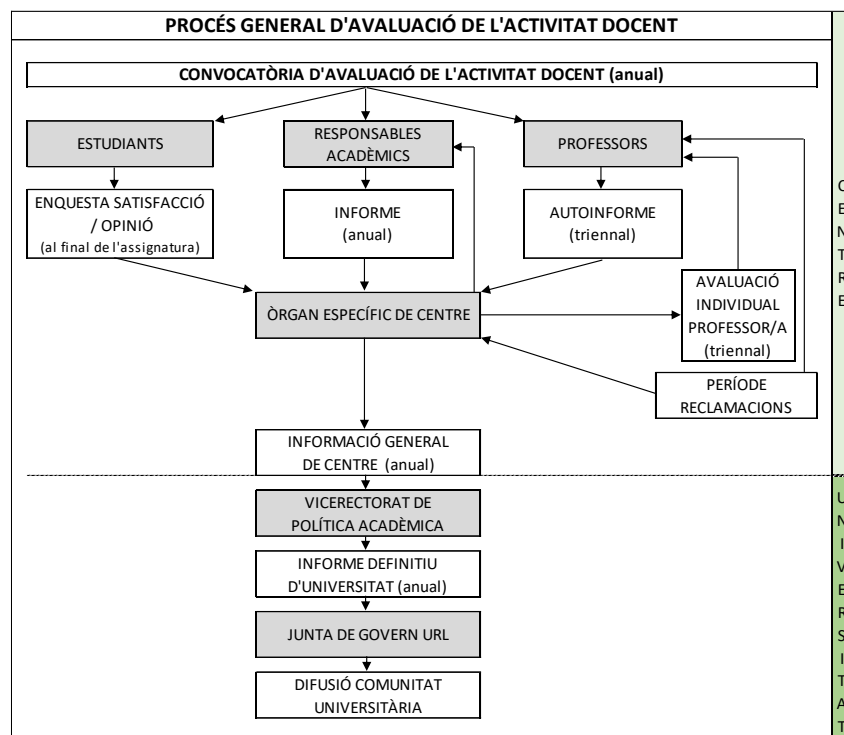 PROCÉS GENERAL D'AVALUACIÓ DE L'ACTIVITAT DOCENT
CONVOCATÒRIA D'AVALUACIÓ DE L'ACTIVITAT DOCENT (anual)
ESTUDIANTS
RESPONSABLES
ACADÈMICS
PROFESSORS
ENQUESTA SATISFACCIÓ
/ OPINIÓ
(al final de l'assignatura)
INFORME
(anual)
AUTOINFORME
(triennal)
ÒRGAN ESPECÍFIC DE CENTRE
AVALUACIÓ
INDIVIDUAL
PROFESSOR/A
(triennal)
PERÍODE
RECLAMACIONS
INFORMACIÓ GENERAL
DE CENTRE (anual)
VICERECTORAT DE
POLÍTICA ACADÈMICA
INFORME DEFINITIU
D'UNIVERSITAT (anual)
JUNTA DE GOVERN URL
DIFUSIÓ COMUNITAT
UNIVERSITÀRIA
C
E
N
T
R
E
U
N
I
V
E
R
S
I
T
A
T